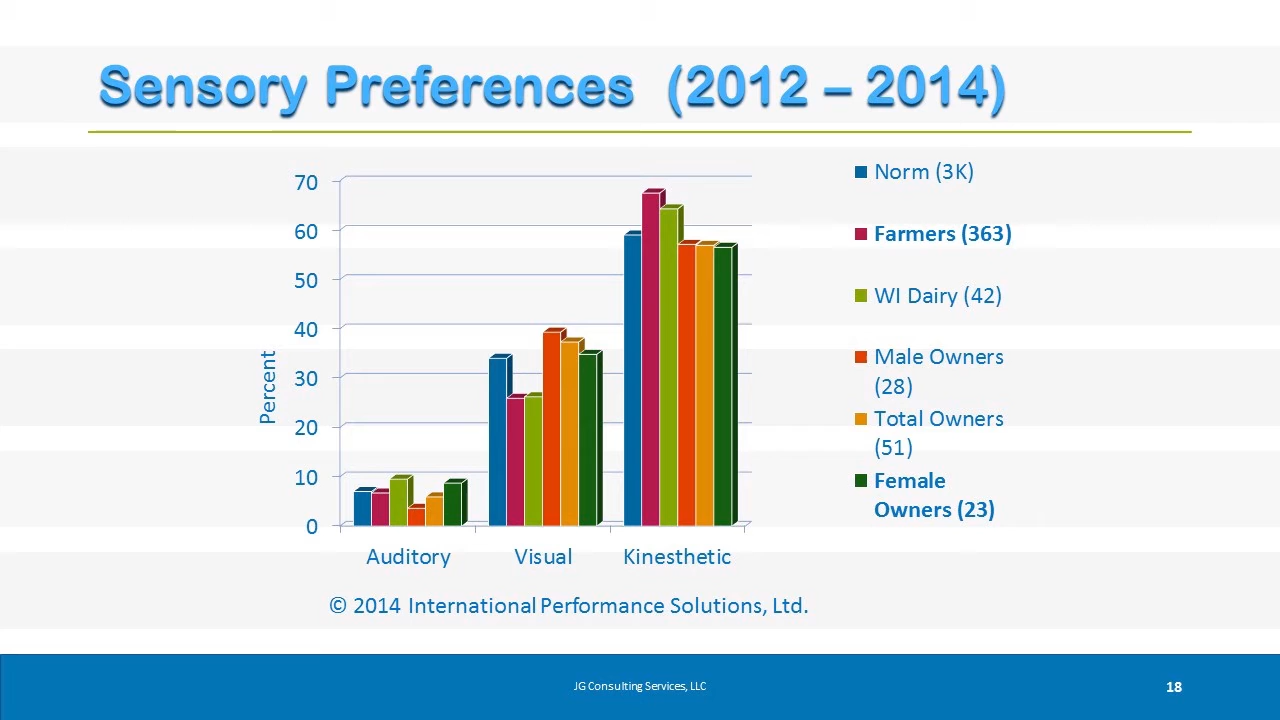 Sensory Preferences (2012 – 2014)
70
60
50
40
30
20
10
0
Percent
Auditory Visual Kinesthetic
Norm (3K)
Farmers (363)
WI Dairy (42)
Male Owners
(28)
Total Owners
(51)
Female
Owners (23)
© 2014 International Performance Solutions, Ltd.
JG Consulting Services, LLC
18